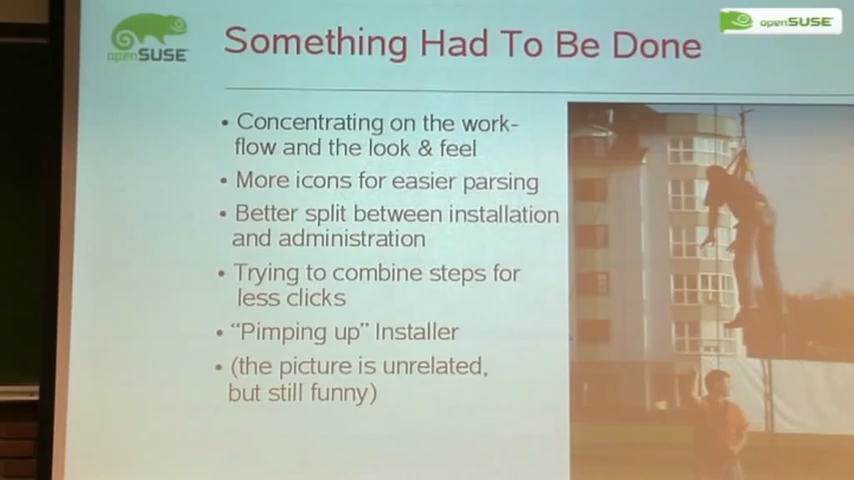 openSUSE
openSUSE
Something Had To Be Done
• Concentrating on the work-
flow and the look & feel
• More icons for easier parsing
• Better split between installation
and administration
• Trying to combine steps for
less clicks
• “Pimping up” Installer
• (the picture is unrelated,
but still funny)